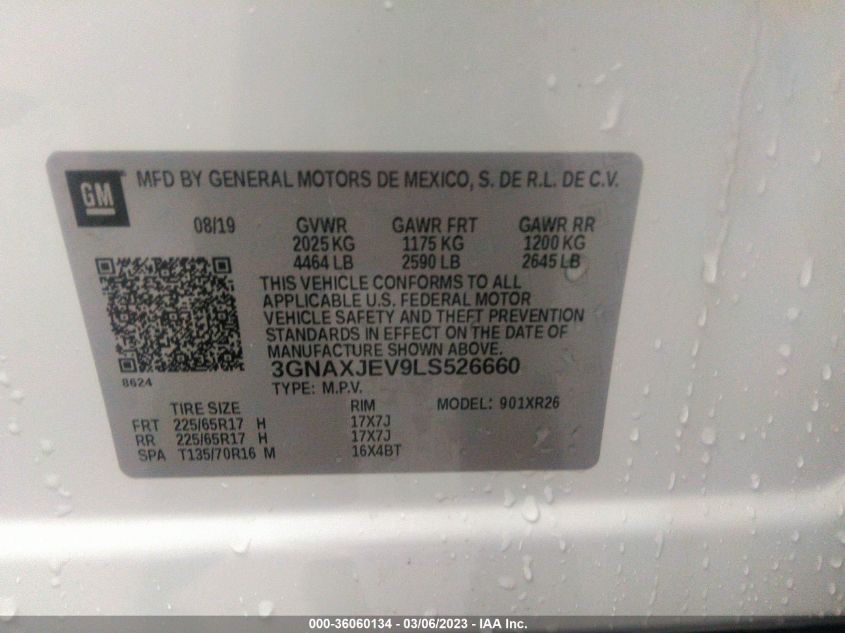 GM
MFD BY GENERAL MOTORS DE MEXICO, S. DE R.L. DE C.V.
08/19 GVWR GAWR FRT GAWR RR
2025 KG 1175 KG 1200 KG
4464 LB 2590 LB 2645 LB
THIS VEHICLE CONFORMS TO ALL
APPLICABLE U.S. FEDERAL MOTOR
VEHICLE SAFETY AND THEFT PREVENTION
STANDARDS IN EFFECT ON THE DATE OF
MANUFACTURE SHOWN ABOVE.
8624
3GNAXJEV9LS526660
TYPE: M.P.V.
TIRE SIZE RIM MODEL: 901XR26
FRT 225/65R17 H 17X7J
RR 225/65R17 H 17X7J
SPA T135/70R16 M 16X4BT
000-36060134 - 03/06/2023 - IAA Inc.